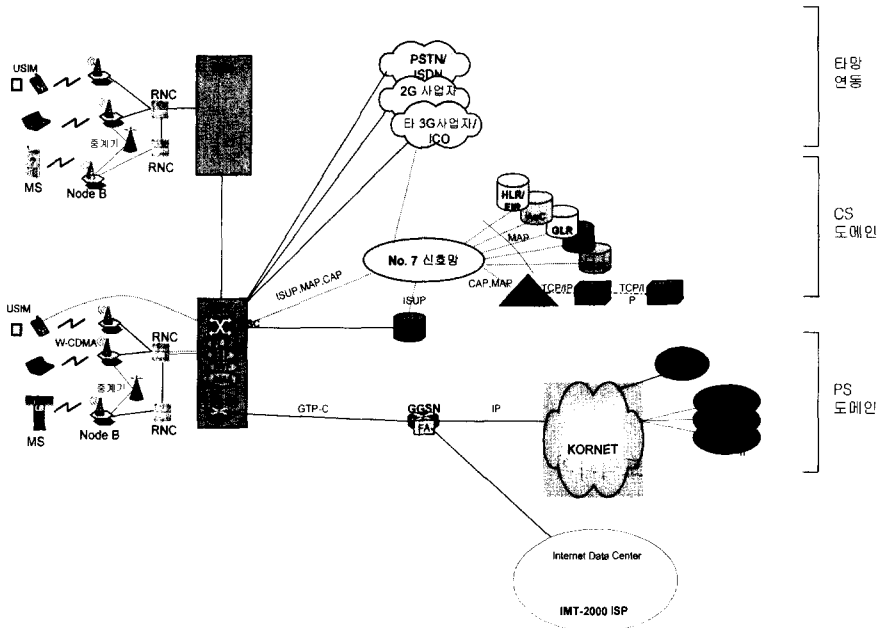 USIM
RNC
중계기
RNC
MS
Node B
PSTN/
ISDN
2G 사업자
타 3G사업자/
ICO
타망
연동
HLR/
EIR
AuC
GLR
MAP
No. 7 신호망
CAP,MAP
TCP/IP
TCP/I
P
ISUP,MAP,CAP
ISUP
CS
도메인
USIM
W-CDMA
RNC
중계기
RNC
MS
Node B
GTP-C
GGSN
FA
IP
KORNET
PS
도메인
Internet Data Center
IMT-2000 ISP